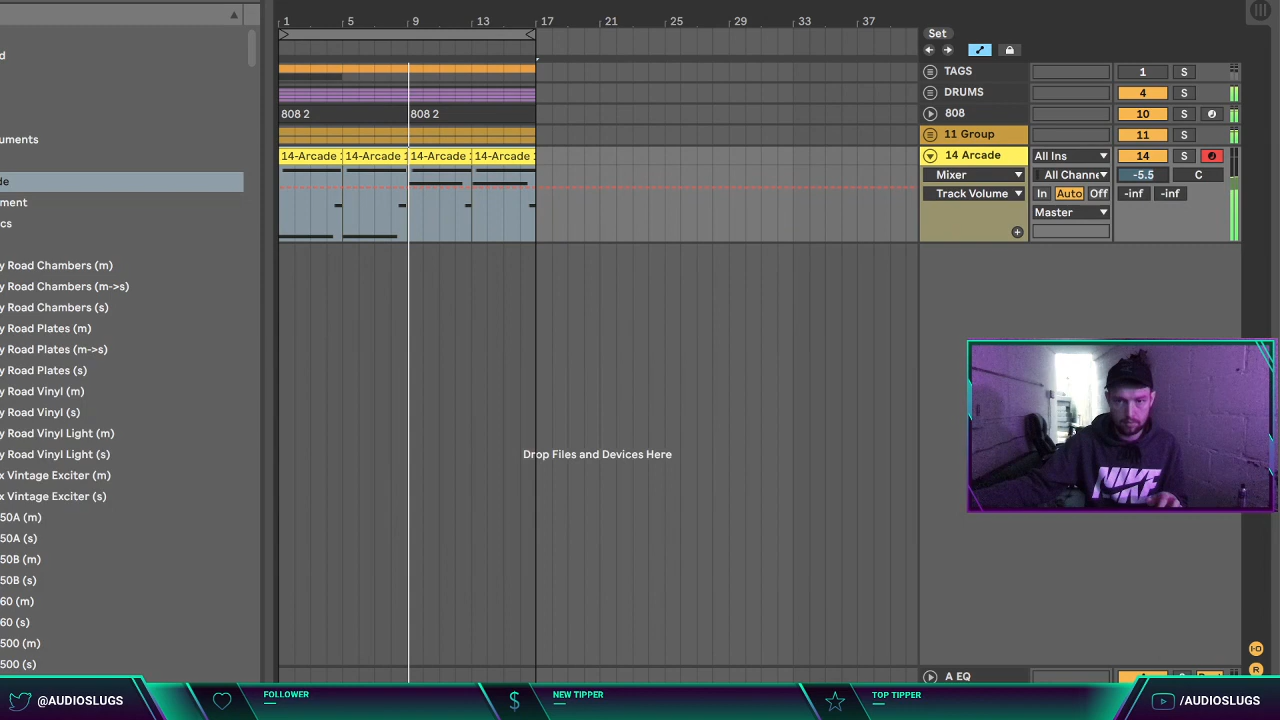 1 5 9 13 17 21 25 29 33 37
Set
d
TAGS 1 S
DRUMS 4 S
808 2 808 2 808 10 S
uments
11 Group 11 S
14-Arcade 14-Arcade 14-Arcade 14-Arcade 14 Arcade All Ins 14 S
de
Mixer All Channe -5.5 C
Track Volume In Auto Off -inf -inf
ment
Master
cs
y Road Chambers (m)
y Road Chambers (m->s)
y Road Chambers (s)
y Road Plates (m)
y Road Plates (m->s)
y Road Plates (s)
y Road Vinyl (m)
y Road Vinyl (s)
y Road Vinyl Light (m)
y Road Vinyl Light (s)
Drop Files and Devices Here
x Vintage Exciter (m)
x Vintage Exciter (s)
NIKE
50A (m)
50A (s)
50B (m)
50B (s)
60 (m)
60 (s)
500 (m)
500 (s)
I-O
R
A EQ
@AUDIOSLUGS
FOLLOWER
NEW TIPPER
TOP TIPPER
/AUDIOSLUGS